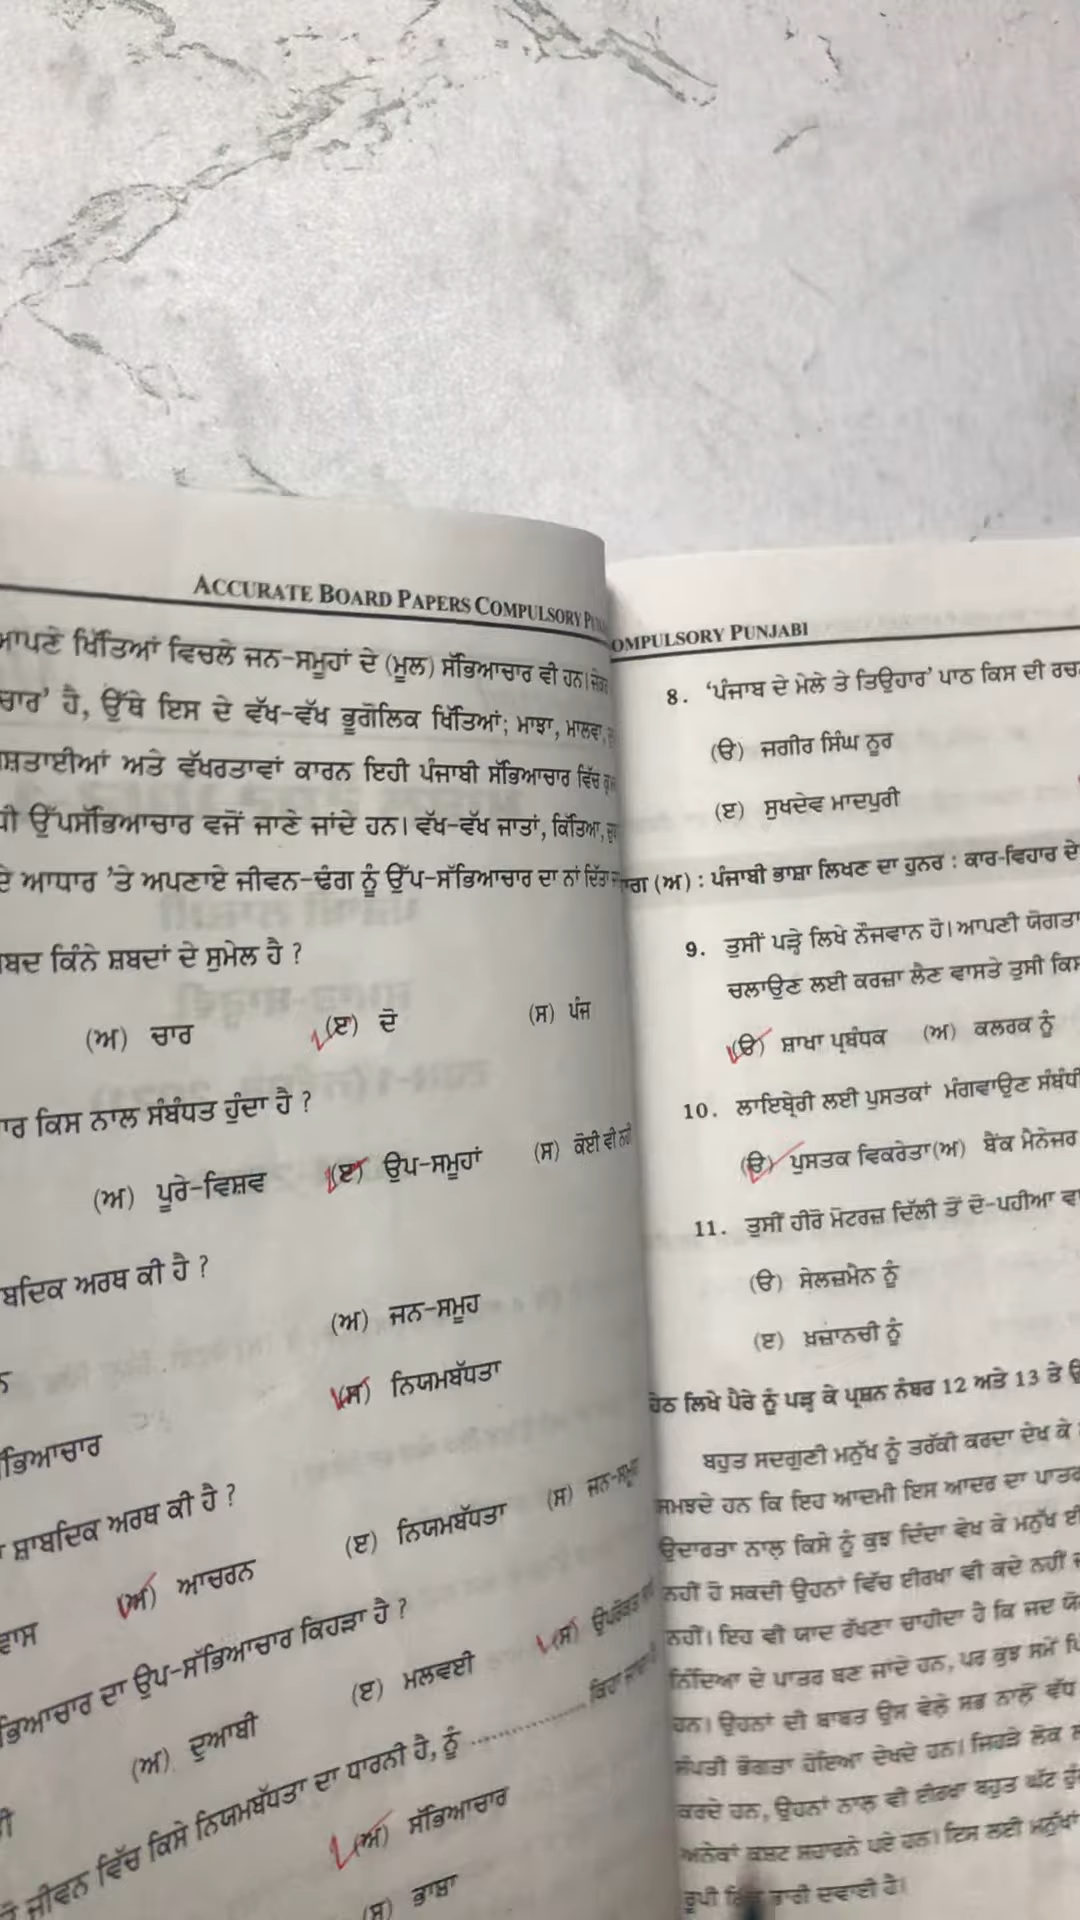 ACCURATE BOARD PAPERS COMPULSORY
ਆਪਣੇ ਖਿੱਤਿਆਂ ਵਿਚਲੇ ਜਨ-ਸਮੂਹਾਂ ਦੇ (ਮੂਲ) ਸੱਭਿਆਚਾਰ ਵੀ ਹਨ।
ਚਾਰ' ਹੈ, ਉੱਥੇ ਇਸ ਦੇ ਵੱਖ-ਵੱਖ ਭੂਗੋਲਿਕ ਖਿੱਤਿਆਂ; ਮਾਝਾ, ਮਾਲਵਾ,
ਸ਼ਤਾਈਆਂ ਅਤੇ ਵੱਖਰਤਾਵਾਂ ਕਾਰਨ ਇਹੀ ਪੰਜਾਬੀ ਸੱਭਿਆਚਾਰ ਵਿੱਚ
ਉੱਪਸੱਭਿਆਚਾਰ ਵਜੋਂ ਜਾਣੇ ਜਾਂਦੇ ਹਨ। ਵੱਖ-ਵੱਖ ਜਾਤਾਂ, ਕਿੱਤਿਆ,
ਦੇ ਆਧਾਰ 'ਤੇ ਅਪਣਾਏ ਜੀਵਨ-ਢੰਗ ਨੂੰ ਉੱਪ-ਸੱਭਿਆਚਾਰ ਦਾ ਨਾਂ ਦਿੱਤਾ
ਬਦ ਕਿੰਨੇ ਸ਼ਬਦਾਂ ਦੇ ਸੁਮੇਲ ਹੈ ?
(ਅ) ਚਾਰ (ੲ) ਦੋ (ਸ) ਪੰਜ
ਾਰ ਕਿਸ ਨਾਲ ਸੰਬੰਧਤ ਹੁੰਦਾ ਹੈ ?
(ਅ) ਪੂਰੇ-ਵਿਸ਼ਵ (ੲ) ਉਪ-ਸਮੂਹਾਂ (ਸ) ਕੋਈ ਵੀ ਨਹੀਂ
ਬਦਿਕ ਅਰਥ ਕੀ ਹੈ ?
(ਅ) ਜਨ-ਸਮੂਹ
(ਸ) ਨਿਯਮਬੱਧਤਾ
ੱਭਿਆਚਾਰ
ਸ਼ਾਬਦਿਕ ਅਰਥ ਕੀ ਹੈ ?
ਵਾਸ (ਅ) ਆਚਰਨ (ੲ) ਨਿਯਮਬੱਧਤਾ (ਸ) ਜਨ-ਸਮੂਹ
ੱਭਿਆਚਾਰ ਦਾ ਉਪ-ਸੱਭਿਆਚਾਰ ਕਿਹੜਾ ਹੈ ?
(ਅ) ਦੁਆਬੀ (ੲ) ਮਲਵਈ (ਸ) ਉਪਰੋਕਤ
ਜੀਵਨ ਵਿੱਚ ਕਿਸੇ ਨਿਯਮਬੱਧਤਾ ਦਾ ਧਾਰਨੀ ਹੈ, ਨੂੰ .................. ਕਿਹਾ
(ਅ) ਸੱਭਿਆਚਾਰ
(ਸ) ਭਾਸ਼ਾ
OMPULSORY PUNJABI
8. 'ਪੰਜਾਬ ਦੇ ਮੇਲੇ ਤੇ ਤਿਉਹਾਰ' ਪਾਠ ਕਿਸ ਦੀ ਰਚ
(ੳ) ਜਗੀਰ ਸਿੰਘ ਨੂਰ
(ੲ) ਸੁਖਦੇਵ ਮਾਦਪੁਰੀ
ਾਗ (ਅ) : ਪੰਜਾਬੀ ਭਾਸ਼ਾ ਲਿਖਣ ਦਾ ਹੁਨਰ : ਕਾਰ-ਵਿਹਾਰ ਦੇ
9. ਤੁਸੀਂ ਪੜ੍ਹੇ ਲਿਖੇ ਨੌਜਵਾਨ ਹੋ। ਆਪਣੀ ਯੋਗਤਾ
ਚਲਾਉਣ ਲਈ ਕਰਜ਼ਾ ਲੈਣ ਵਾਸਤੇ ਤੁਸੀ ਕਿਸ
(ੳ) ਸ਼ਾਖਾ ਪ੍ਰਬੰਧਕ (ਅ) ਕਲਰਕ ਨੂੰ
10. ਲਾਇਬ੍ਰੇਰੀ ਲਈ ਪੁਸਤਕਾਂ ਮੰਗਵਾਉਣ ਸੰਬੰਧੀ
(ੳ) ਪੁਸਤਕ ਵਿਕਰੇਤਾ (ਅ) ਬੈਂਕ ਮੈਨੇਜਰ
11. ਤੁਸੀਂ ਹੀਰੋ ਮੋਟਰਜ਼ ਦਿੱਲੀ ਤੋਂ ਦੋ-ਪਹੀਆ ਵਾ
(ੳ) ਸੇਲਜ਼ਮੈਨ ਨੂੰ
(ੲ) ਖ਼ਜ਼ਾਨਚੀ ਨੂੰ
ਹੇਠ ਲਿਖੇ ਪੈਰੇ ਨੂੰ ਪੜ੍ਹ ਕੇ ਪ੍ਰਸ਼ਨ ਨੰਬਰ 12 ਅਤੇ 13 ਤੇ
ਬਹੁਤ ਸਦਗੁਣੀ ਮਨੁੱਖ ਨੂੰ ਤਰੱਕੀ ਕਰਦਾ ਦੇਖ ਕੇ
ਸਮਝਦੇ ਹਨ ਕਿ ਇਹ ਆਦਮੀ ਇਸ ਆਦਰ ਦਾ ਪਾਤਰ
ਉਦਾਰਤਾ ਨਾਲ਼ ਕਿਸੇ ਨੂੰ ਕੁਝ ਦਿੰਦਾ ਵੇਖ ਕੇ ਮਨੁੱਖ ਈ
ਨਹੀਂ ਹੋ ਸਕਦੀ ਉਹਨਾਂ ਵਿੱਚ ਈਰਖਾ ਵੀ ਕਦੇ ਨਹੀਂ
ਨਹੀਂ। ਇਹ ਵੀ ਯਾਦ ਰੱਖਣਾ ਚਾਹੀਦਾ ਹੈ ਕਿ ਜਦ ਯੋ
ਨਿੰਦਿਆ ਦੇ ਪਾਤਰ ਬਣ ਜਾਂਦੇ ਹਨ, ਪਰ ਕੁਝ ਸਮੇਂ ਪਿ
ਹਨ। ਉਹਨਾਂ ਦੀ ਬਾਬਤ ਉਸ ਵੇਲ਼ੇ ਸਭ ਨਾਲ਼ੋਂ ਵੱਧ
ਸੰਪਤੀ ਭੋਗਤਾ ਹੋਇਆ ਦੇਖਦੇ ਹਨ। ਜਿਹੜੇ ਲੋਕ
ਕਰਦੇ ਹਨ, ਉਹਨਾਂ ਨਾਲ਼ ਵੀ ਈਰਖਾ ਬਹੁਤ ਘੱਟ
ਅਨੇਕਾਂ ਕਸ਼ਟ ਸਹਾਰਨੇ ਪਏ ਹਨ। ਇਸ ਲਈ ਮਨੁੱਖਾਂ
ਰੂਪੀ ਭਾਰੀ ਦਵਾਈ ਹੈ।